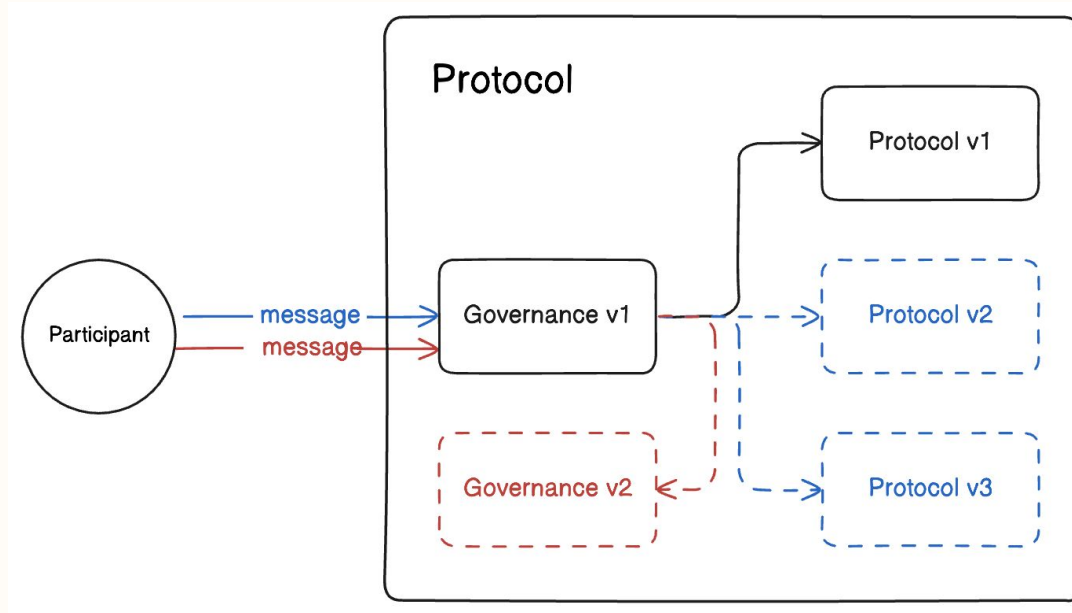 Protocol
Protocol v1
Participant
message
message
Governance v1
Protocol v2
Governance v2
Protocol v3